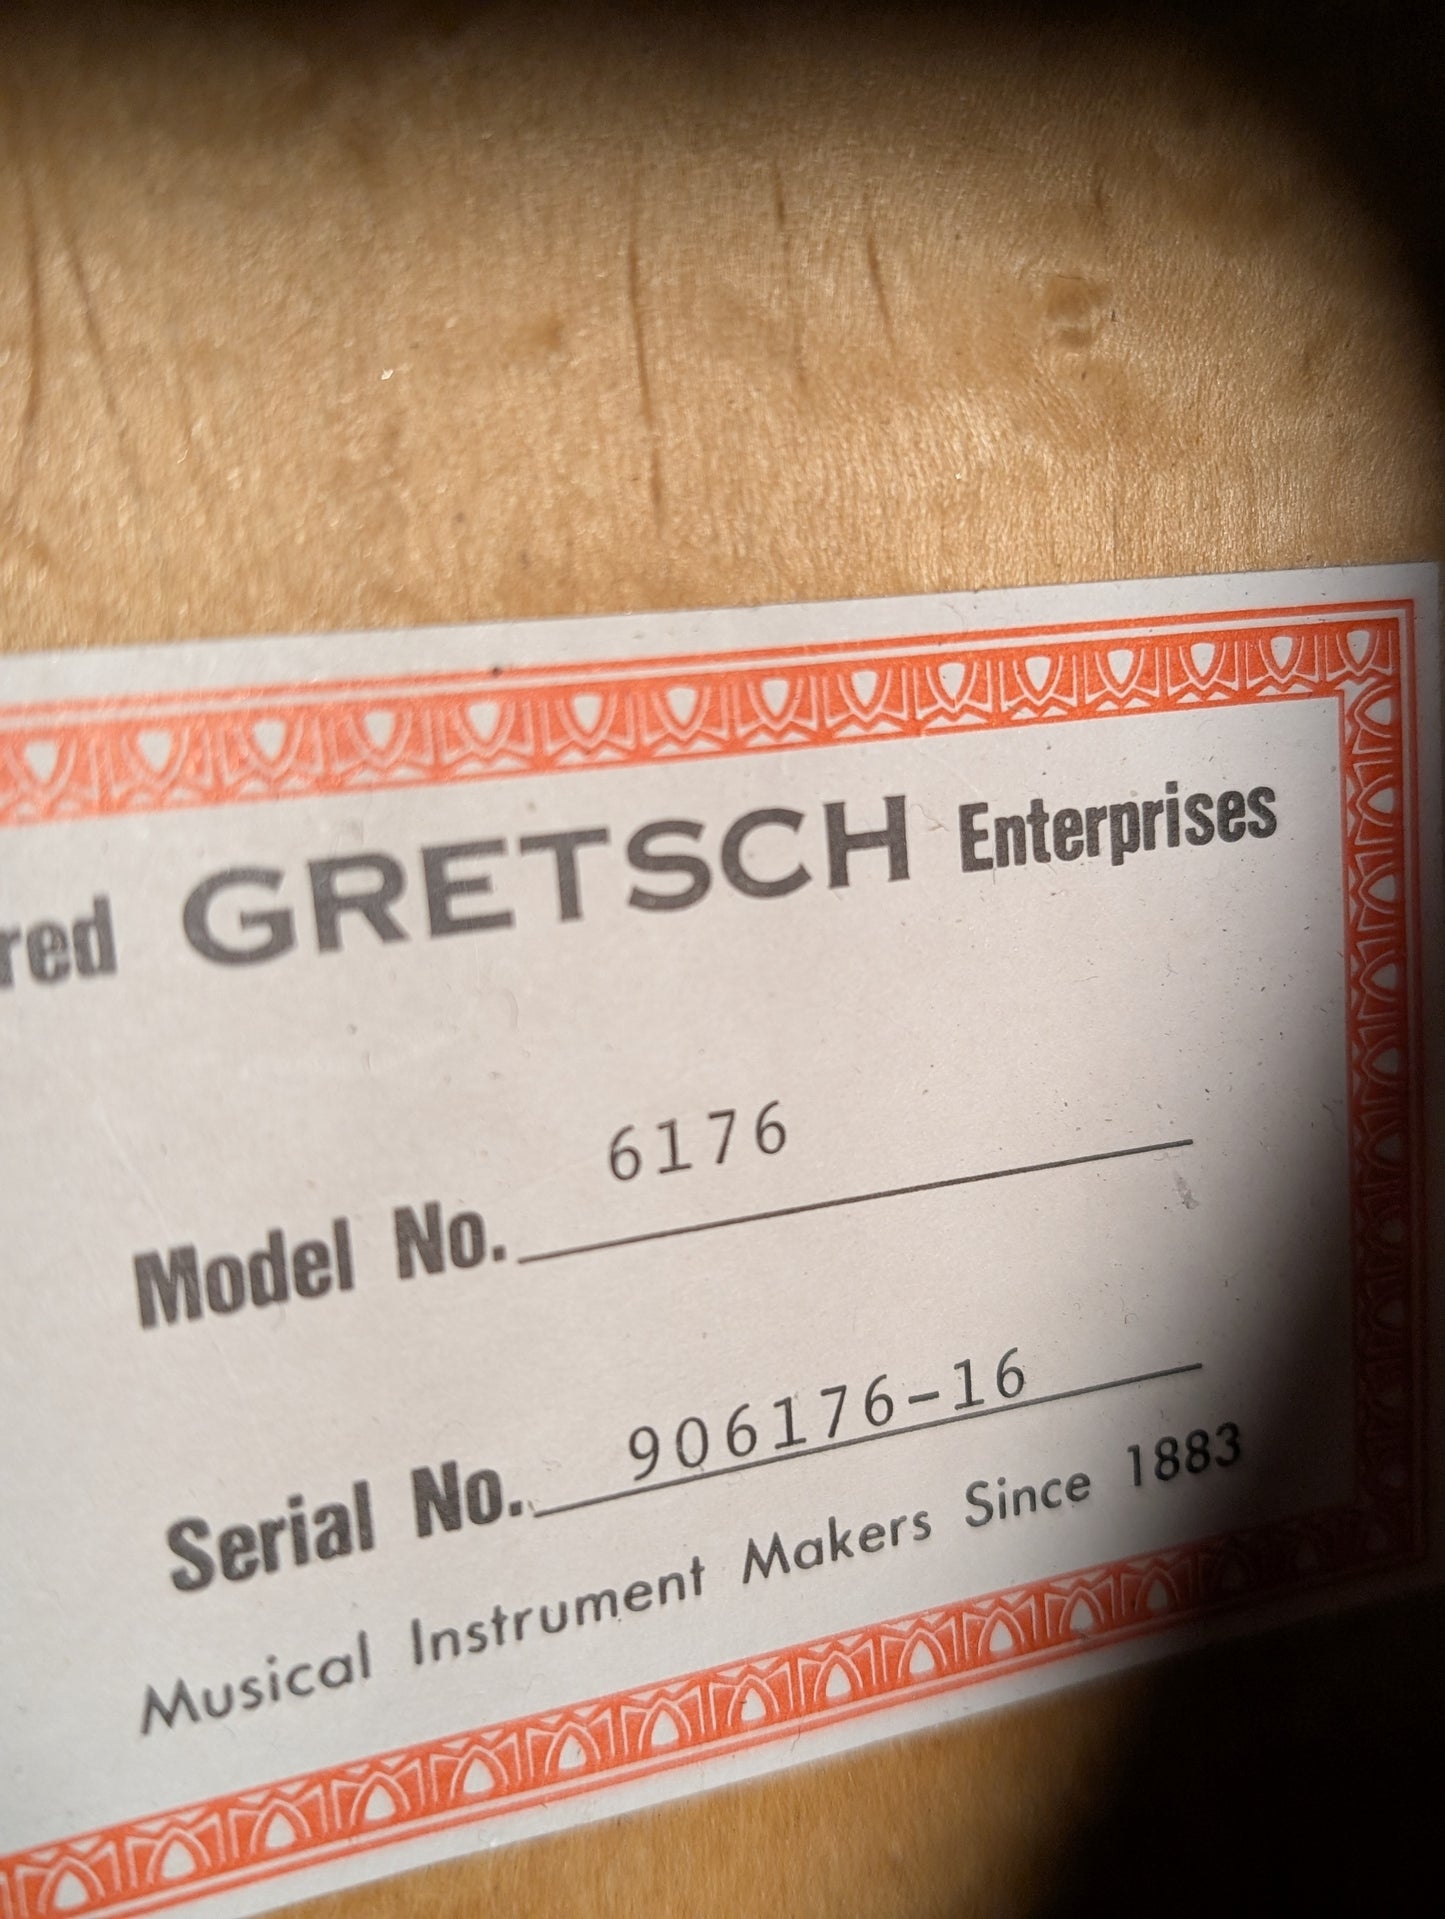 red GRETSCH Enterprises
6176
Model No.
906176-16
Serial No.
Musical Instrument Makers Since 1883